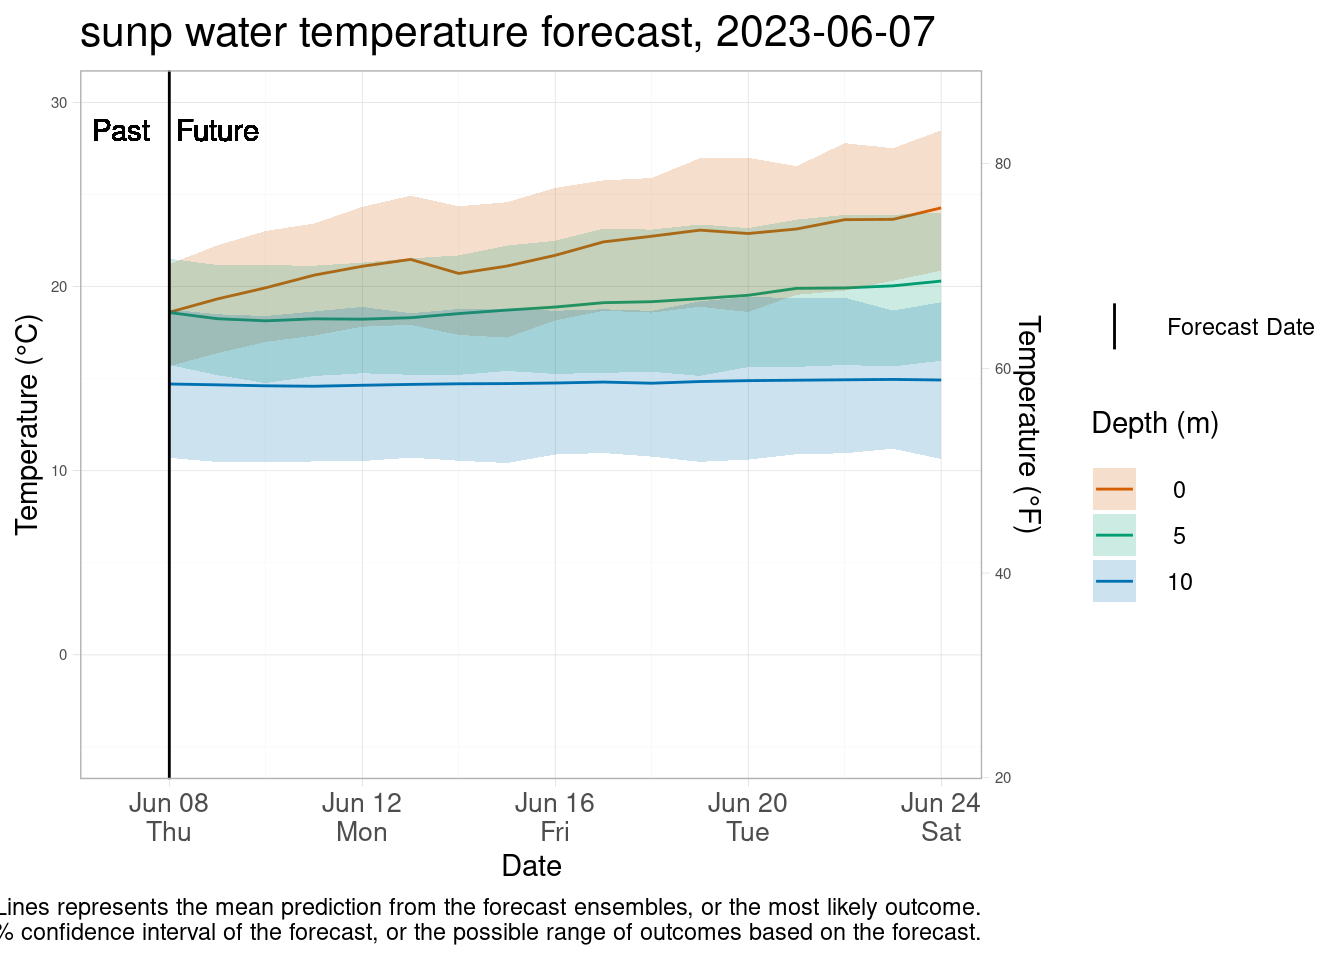 sunp water temperature forecast, 2023-06-07
30
20
10
0
Temperature (°C)
Past
Future
80
60
40
20
Temperature (°F)
Jun 08
Thu
Jun 12
Mon
Jun 16
Fri
Jun 20
Tue
Jun 24
Sat
Date
Forecast Date
Depth (m)
0
5
10
Lines represents the mean prediction from the forecast ensembles, or the most likely outcome.
% confidence interval of the forecast, or the possible range of outcomes based on the forecast.